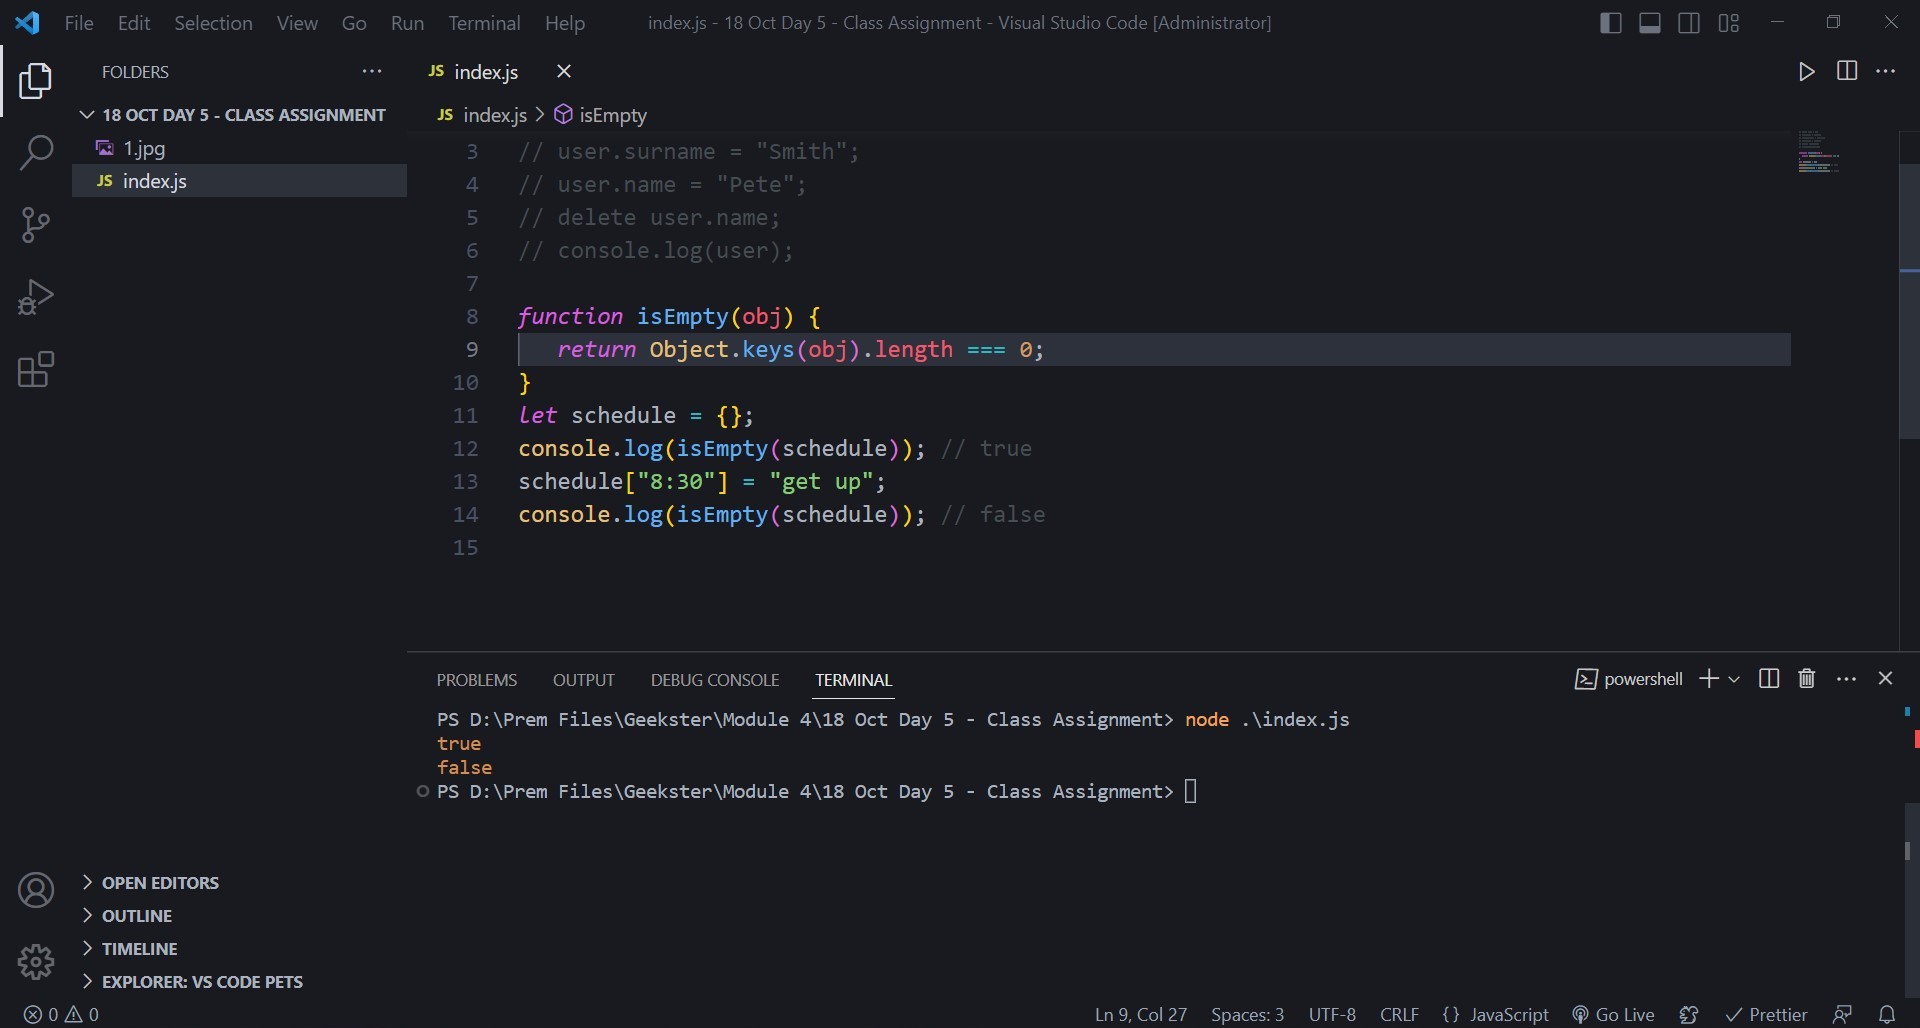 File Edit Selection View Go Run Terminal Help index.js - 18 Oct Day 5 - Class Assignment - Visual Studio Code [Administrator]
FOLDERS
18 OCT DAY 5 - CLASS ASSIGNMENT
1.jpg
JS index.js
JS index.js
JS index.js > isEmpty
3 // user.surname = "Smith";
4 // user.name = "Pete";
5 // delete user.name;
6 // console.log(user);
7
8 function isEmpty(obj) {
9 return Object.keys(obj).length === 0;
10 }
11 let schedule = {};
12 console.log(isEmpty(schedule)); // true
13 schedule["8:30"] = "get up";
14 console.log(isEmpty(schedule)); // false
15
PROBLEMS OUTPUT DEBUG CONSOLE TERMINAL powershell
PS D:\Prem Files\Geekster\Module 4\18 Oct Day 5 - Class Assignment> node .\index.js
true
false
PS D:\Prem Files\Geekster\Module 4\18 Oct Day 5 - Class Assignment>
OPEN EDITORS
OUTLINE
TIMELINE
EXPLORER: VS CODE PETS
0 0 Ln 9, Col 27 Spaces: 3 UTF-8 CRLF {} JavaScript Go Live Prettier